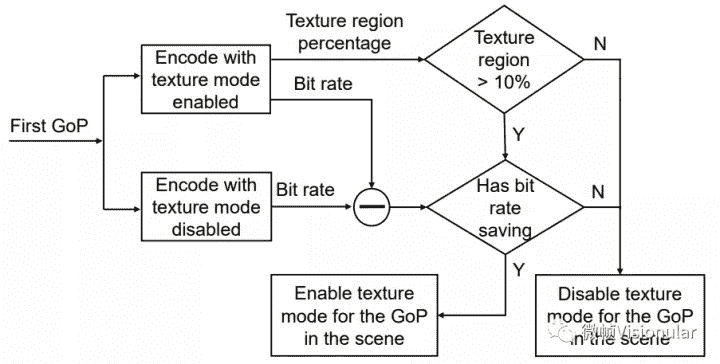 Texture region
percentage
Texture
region
> 10%
N
Encode with
texture mode
enabled
Bit rate
First GoP
Y
Encode with
texture mode
disabled
Bit rate
Has bit
rate
saving
N
Y
Enable texture
mode for the GoP
in the scene
Disable texture
mode for the GoP
in the scene
微帧Visionular